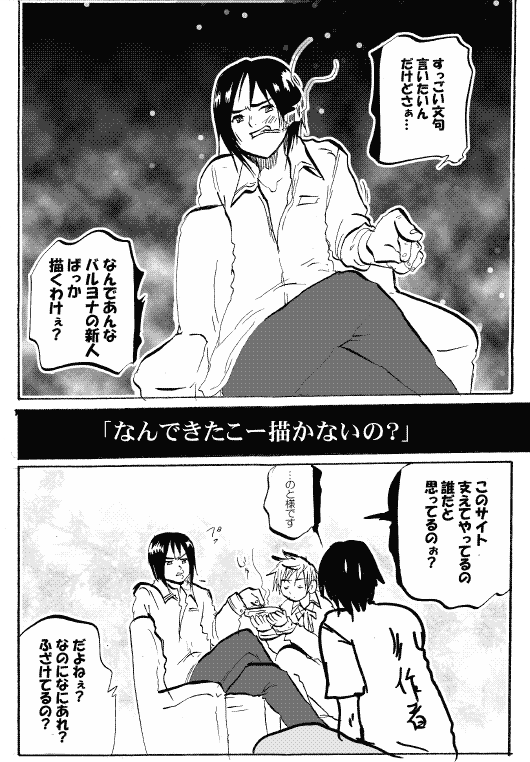 すっごい文句
言いたいん
だけどさぁ…
なんであんな
バルヨナの新人
ばっか
描くわけぇ?
「なんできたこー描かないの?」
このサイト
支えてやってるの
誰だと
思ってるのぉ?
…のと様です
だよねぇ?
なのになにあれ?
ふざけてるの?
作者